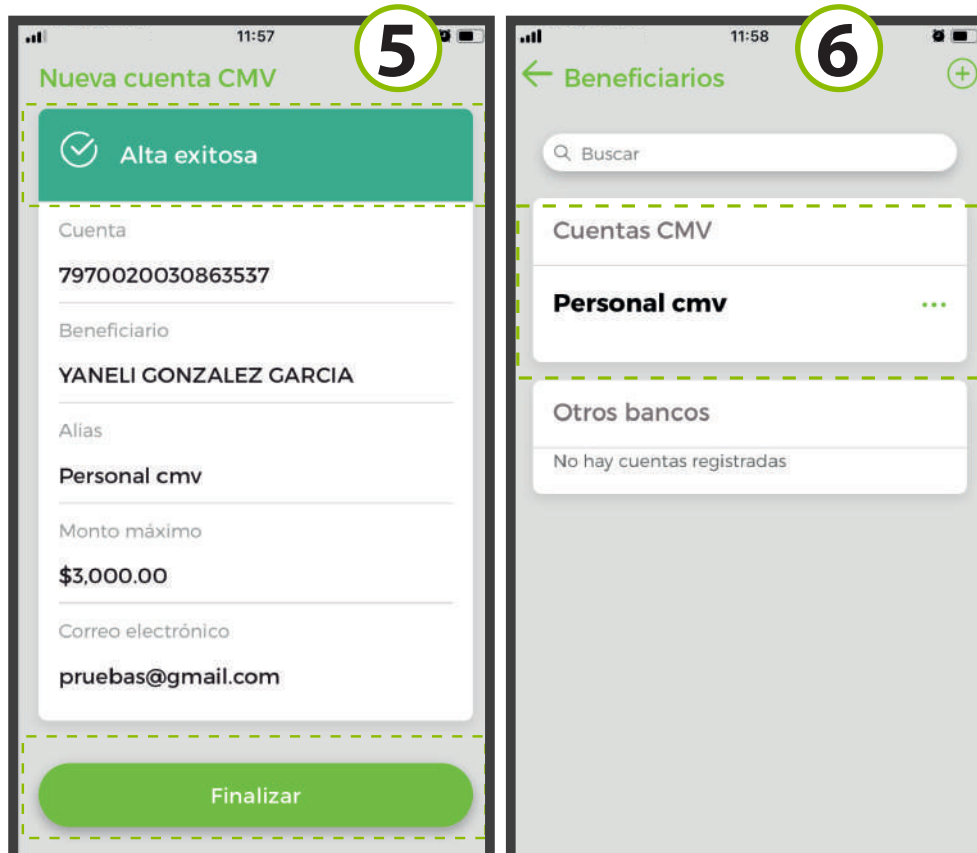 11:57
5
Nueva cuenta CMV
Alta exitosa
Cuenta
7970020030863537
Beneficiario
YANELI GONZALEZ GARCIA
Alias
Personal cmv
Monto máximo
$3,000.00
Correo electrónico
pruebas@gmail.com
Finalizar
11:58
6
Beneficiarios
Buscar
Cuentas CMV
Personal cmv
Otros bancos
No hay cuentas registradas